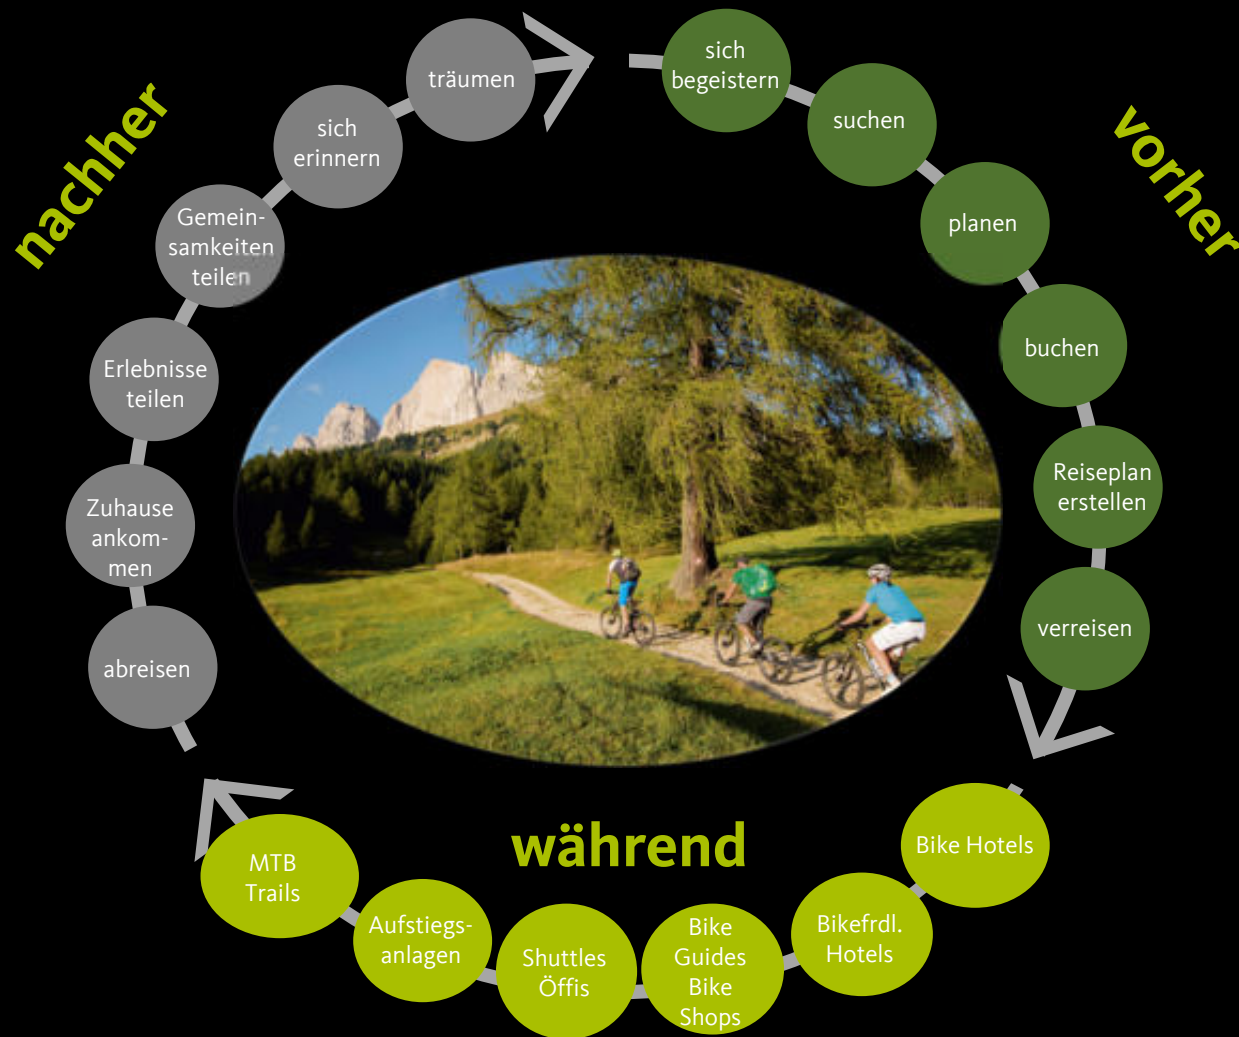 vorher
sich
begeistern
suchen
planen
buchen
Reiseplan
erstellen
verreisen
während
Bike Hotels
Bikefrdl.
Hotels
Bike
Guides
Bike
Shops
Shuttles
Öffis
Aufstiegs-
anlagen
MTB
Trails
nachher
abreisen
Zuhause
ankom-
men
Erlebnisse
teilen
Gemein-
samkeiten
teilen
sich
erinnern
träumen